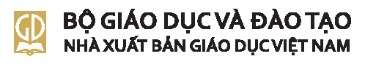 BỘ GIÁO DỤC VÀ ĐÀO TẠO
NHÀ XUẤT BẢN GIÁO DỤC VIỆT NAM